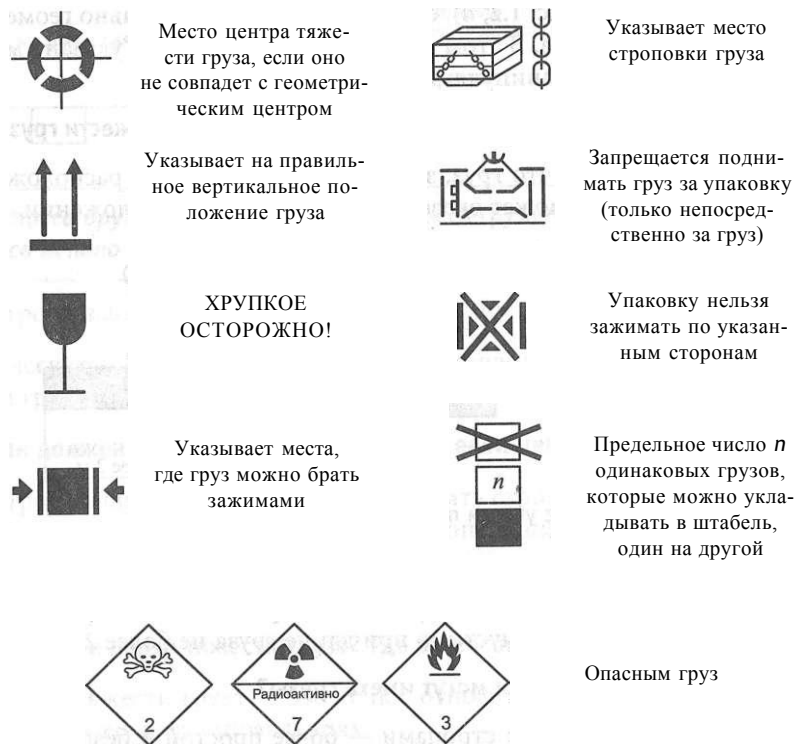 Место центра тяже-
сти груза, если оно
не совпадет с геометри-
ческим центром
Указывает место
строповки груза
Указывает на правиль-
ное вертикальное по-
ложение груза
Запрещается подни-
мать груз за упаковку
(только непосред-
ственно за груз)
ХРУПКОЕ
ОСТОРОЖНО!
Упаковку нельзя
зажимать по указан-
ным сторонам
Указывает места,
где груз можно брать
зажимами
n
Предельное число n
одинаковых грузов,
которые можно укла-
дывать в штабель,
один на другой
2
Радиоактивно
7
3
Опасным груз